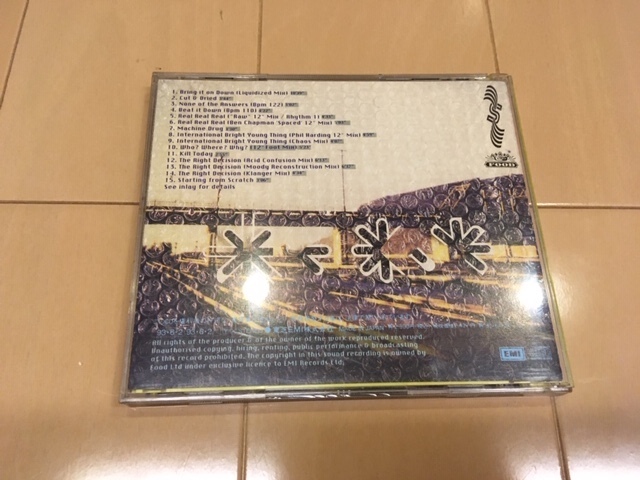 1. Bring it on Down (Liquidized Mix)
2. Cut & Dried
3. None of the Answers (Bpm 122)
4. Beat it Down (Bpm 118)
5. Real Real Real ("Raw" 12" Mix / Rhythm 1)
6. Real Real Real (Ben Chapman 'Spaced' 12" Mix)
7. Machine Drug
8. International Bright Young Thing (Phil Harding 12" Mix)
9. International Bright Young Thing (Chaos Mix)
10. Who? Where? Why? (12" Foot Mix)
11. Kill Today
12. The Right Decision (Acid Confusion Mix)
13. The Right Decision (Moody Reconstruction Mix)
14. The Right Decision (Klanger Mix)
15. Starting from Scratch
See inlay for details
FOOD
All rights of the producer & of the owner of the work reproduced reserved.
Unauthorised copying, hiring, renting, public performance & broadcasting
of this record prohibited. The copyright in this sound recording is owned by
Food Ltd under exclusive licence to EMI Records Ltd.
EMI